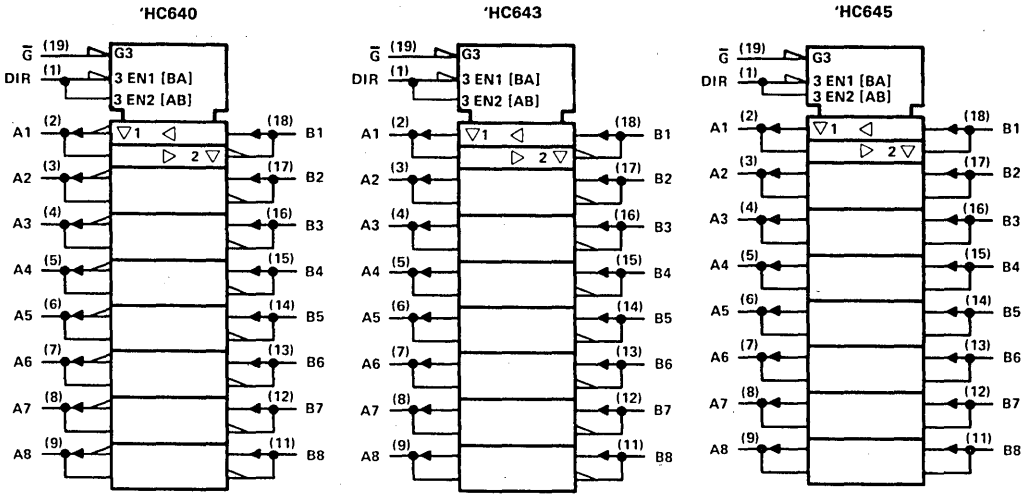 'HC640
G̅ (19) G3
DIR (1) 3 EN1 [BA]
3 EN2 [AB]
A1 (2) ▽1 ◁ (18) B1
▷ 2▽
A2 (3) (17) B2
A3 (4) (16) B3
A4 (5) (15) B4
A5 (6) (14) B5
A6 (7) (13) B6
A7 (8) (12) B7
A8 (9) (11) B8
'HC643
G̅ (19) G3
DIR (1) 3 EN1 [BA]
3 EN2 [AB]
A1 (2) ▽1 ◁ (18) B1
▷ 2▽
A2 (3) (17) B2
A3 (4) (16) B3
A4 (5) (15) B4
A5 (6) (14) B5
A6 (7) (13) B6
A7 (8) (12) B7
A8 (9) (11) B8
'HC645
G̅ (19) G3
DIR (1) 3 EN1 [BA]
3 EN2 [AB]
A1 (2) ▽1 ◁ (18) B1
▷ 2▽
A2 (3) (17) B2
A3 (4) (16) B3
A4 (5) (15) B4
A5 (6) (14) B5
A6 (7) (13) B6
A7 (8) (12) B7
A8 (9) (11) B8